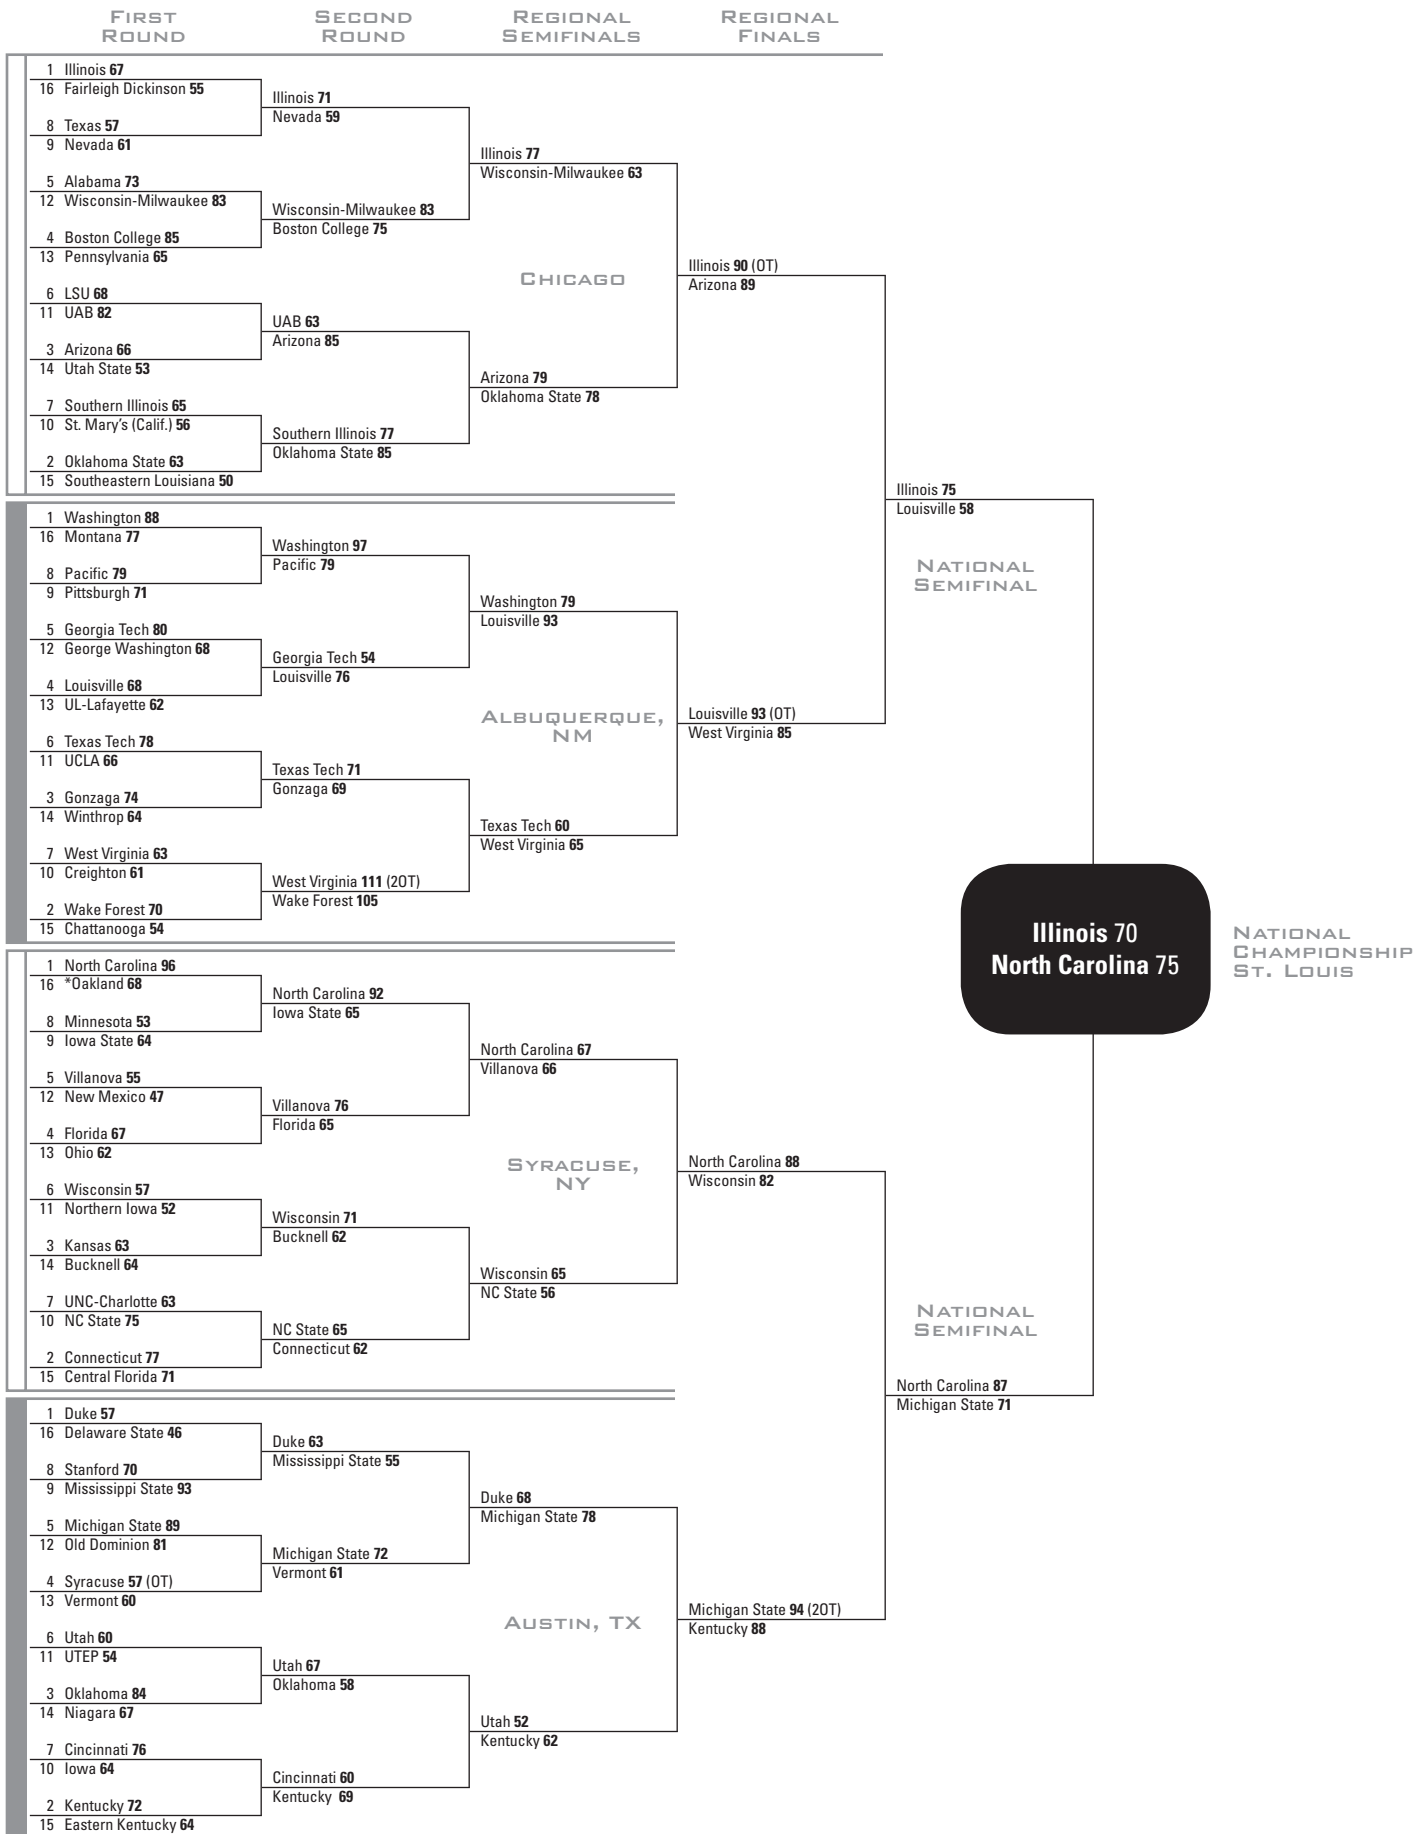 FIRST
ROUND
SECOND
ROUND
REGIONAL
SEMIFINALS
REGIONAL
FINALS
1 Illinois 67
16 Fairleigh Dickinson 55
8 Texas 57
9 Nevada 61
5 Alabama 73
12 Wisconsin-Milwaukee 83
4 Boston College 85
13 Pennsylvania 65
6 LSU 68
11 UAB 82
3 Arizona 66
14 Utah State 53
7 Southern Illinois 65
10 St. Mary's (Calif.) 56
2 Oklahoma State 63
15 Southeastern Louisiana 50
Illinois 71
Nevada 59
Wisconsin-Milwaukee 83
Boston College 75
UAB 63
Arizona 85
Southern Illinois 77
Oklahoma State 85
Illinois 77
Wisconsin-Milwaukee 63
CHICAGO
Arizona 79
Oklahoma State 78
Illinois 90 (OT)
Arizona 89
1 Washington 88
16 Montana 77
8 Pacific 79
9 Pittsburgh 71
5 Georgia Tech 80
12 George Washington 68
4 Louisville 68
13 UL-Lafayette 62
6 Texas Tech 78
11 UCLA 66
3 Gonzaga 74
14 Winthrop 64
7 West Virginia 63
10 Creighton 61
2 Wake Forest 70
15 Chattanooga 54
Washington 97
Pacific 79
Georgia Tech 54
Louisville 76
Texas Tech 71
Gonzaga 69
West Virginia 111 (2OT)
Wake Forest 105
Washington 79
Louisville 93
ALBUQUERQUE,
NM
Texas Tech 60
West Virginia 65
Louisville 93 (OT)
West Virginia 85
Illinois 75
Louisville 58
NATIONAL
SEMIFINAL
1 North Carolina 96
16 *Oakland 68
8 Minnesota 53
9 Iowa State 64
5 Villanova 55
12 New Mexico 47
4 Florida 67
13 Ohio 62
6 Wisconsin 57
11 Northern Iowa 52
3 Kansas 63
14 Bucknell 64
7 UNC-Charlotte 63
10 NC State 75
2 Connecticut 77
15 Central Florida 71
North Carolina 92
Iowa State 65
Villanova 76
Florida 65
Wisconsin 71
Bucknell 62
NC State 65
Connecticut 62
North Carolina 67
Villanova 66
SYRACUSE,
NY
Wisconsin 65
NC State 56
North Carolina 88
Wisconsin 82
1 Duke 57
16 Delaware State 46
8 Stanford 70
9 Mississippi State 93
5 Michigan State 89
12 Old Dominion 81
4 Syracuse 57 (OT)
13 Vermont 60
6 Utah 60
11 UTEP 54
3 Oklahoma 84
14 Niagara 67
7 Cincinnati 76
10 Iowa 64
2 Kentucky 72
15 Eastern Kentucky 64
Duke 63
Mississippi State 55
Michigan State 72
Vermont 61
Utah 67
Oklahoma 58
Cincinnati 60
Kentucky 69
Duke 68
Michigan State 78
AUSTIN, TX
Utah 52
Kentucky 62
Michigan State 94 (2OT)
Kentucky 88
NATIONAL
SEMIFINAL
North Carolina 87
Michigan State 71
Illinois 70
North Carolina 75
NATIONAL
CHAMPIONSHIP
ST. LOUIS